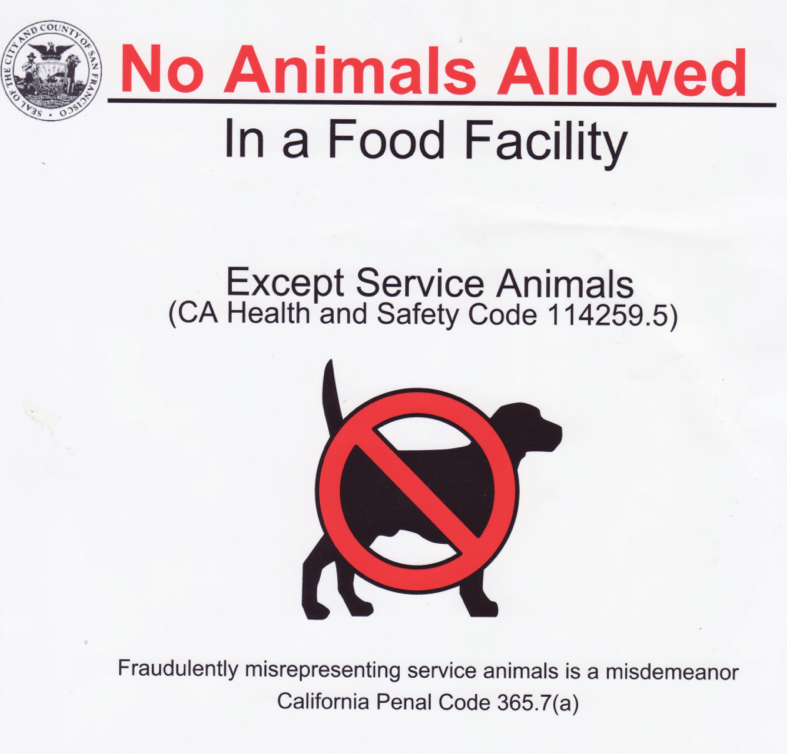 SEAL OF THE CITY AND COUNTY OF SAN FRANCISCO
No Animals Allowed
In a Food Facility
Except Service Animals
(CA Health and Safety Code 114259.5)
Fraudulently misrepresenting service animals is a misdemeanor
California Penal Code 365.7(a)